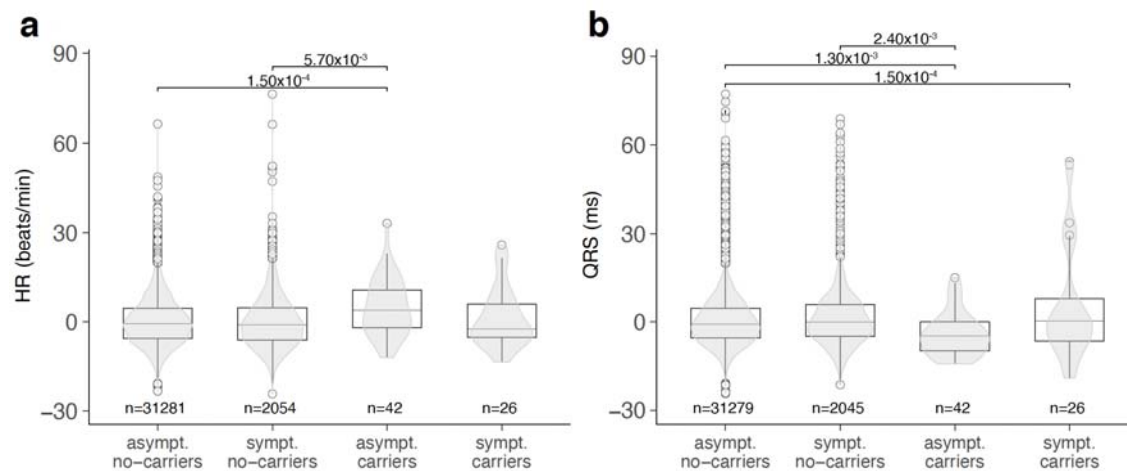 a
HR (beats/min)
90
60
30
0
−30
5.70x10⁻³
1.50x10⁻⁴
n=31281
n=2054
n=42
n=26
asympt.
no−carriers
sympt.
no−carriers
asympt.
carriers
sympt.
carriers
b
QRS (ms)
90
60
30
0
−30
2.40x10⁻³
1.30x10⁻³
1.50x10⁻⁴
n=31279
n=2045
n=42
n=26
asympt.
no−carriers
sympt.
no−carriers
asympt.
carriers
sympt.
carriers